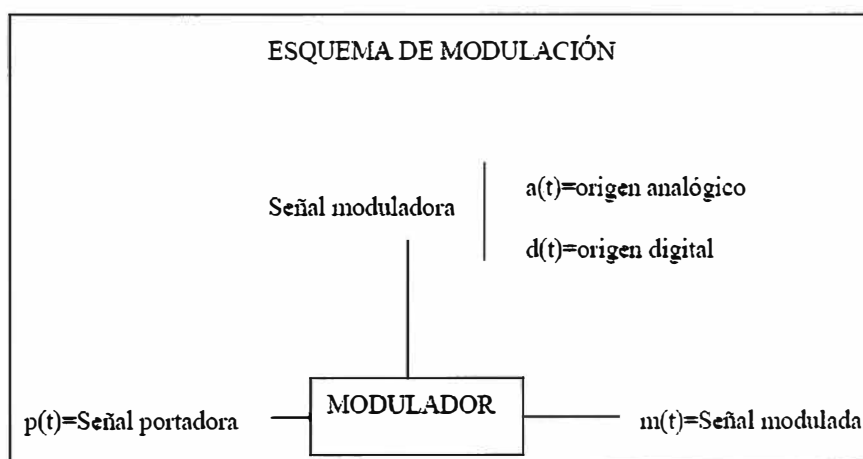 ESQUEMA DE MODULACIÓN
Señal moduladora
a(t)=origen analógico
d(t)=origen digital
p(t)=Señal portadora
MODULADOR
m(t)=Señal modulada